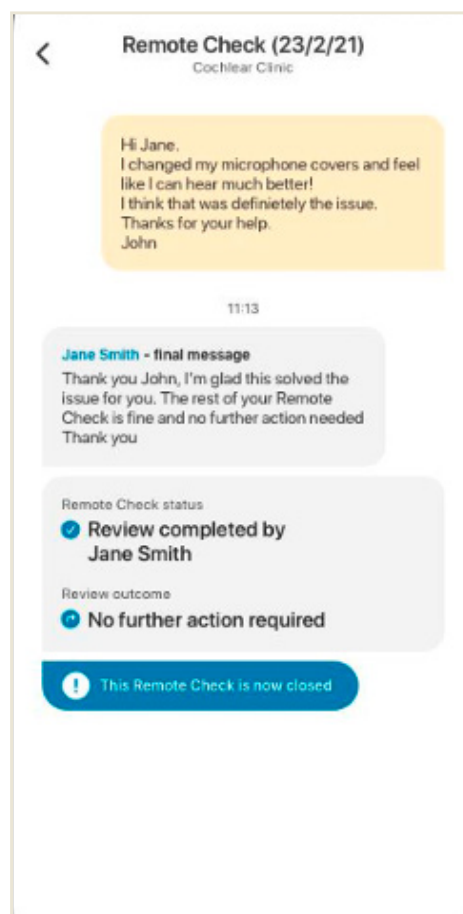 Remote Check (23/2/21)
Cochlear Clinic
Hi Jane.
I changed my microphone covers and feel
like I can hear much better!
I think that was definietely the issue.
Thanks for your help.
John
11:13
Jane Smith - final message
Thank you John, I'm glad this solved the
issue for you. The rest of your Remote
Check is fine and no further action needed
Thank you
Remote Check status
Review completed by
Jane Smith
Review outcome
No further action required
This Remote Check is now closed